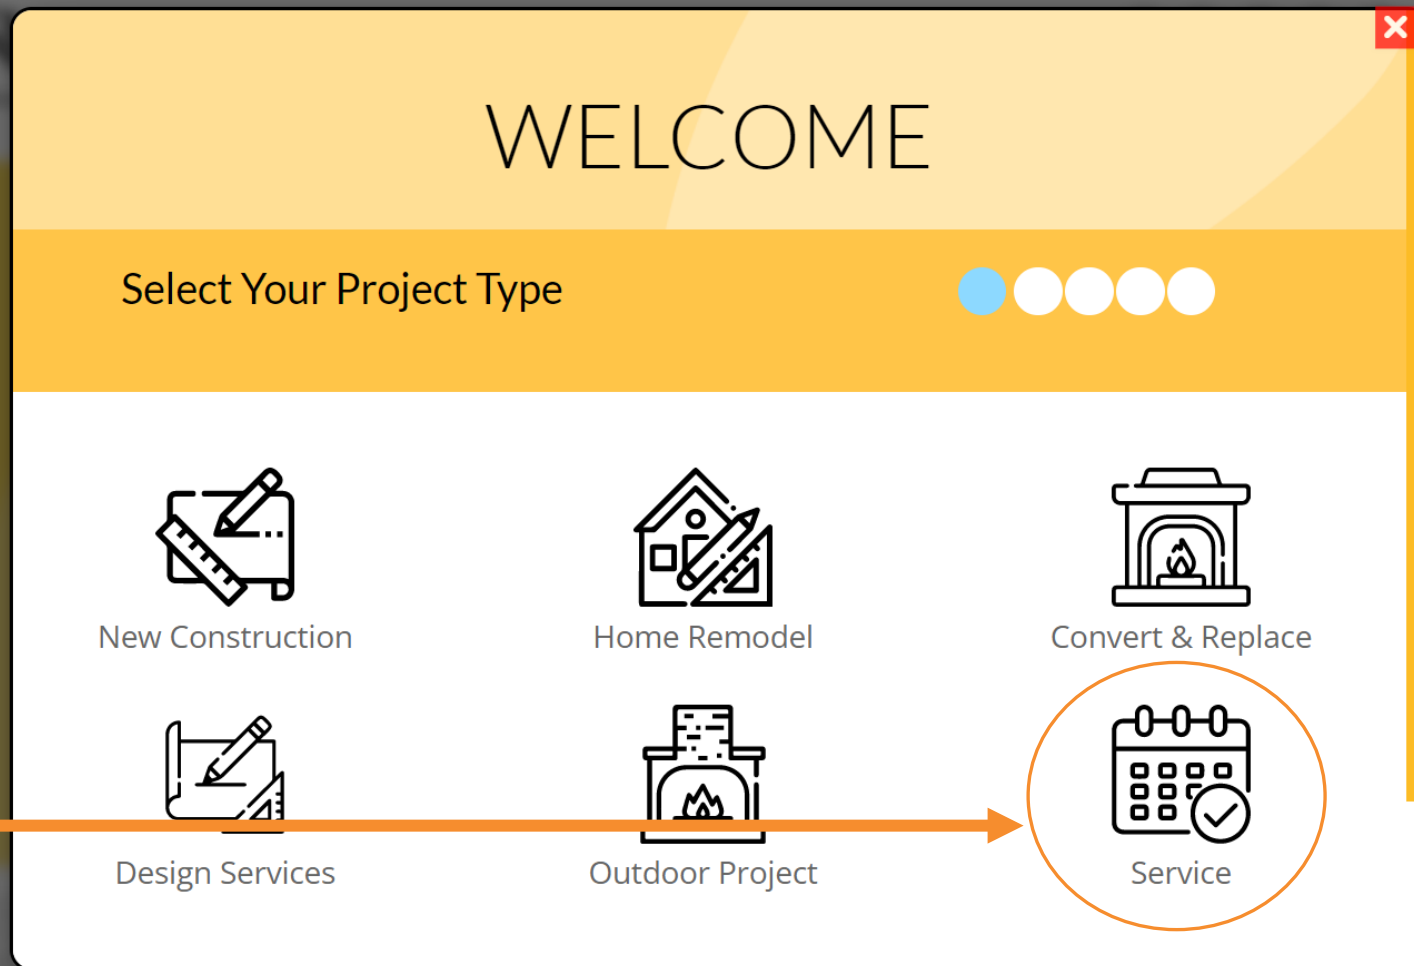 WELCOME
Select Your Project Type
New Construction
Home Remodel
Convert & Replace
Design Services
Outdoor Project
Service